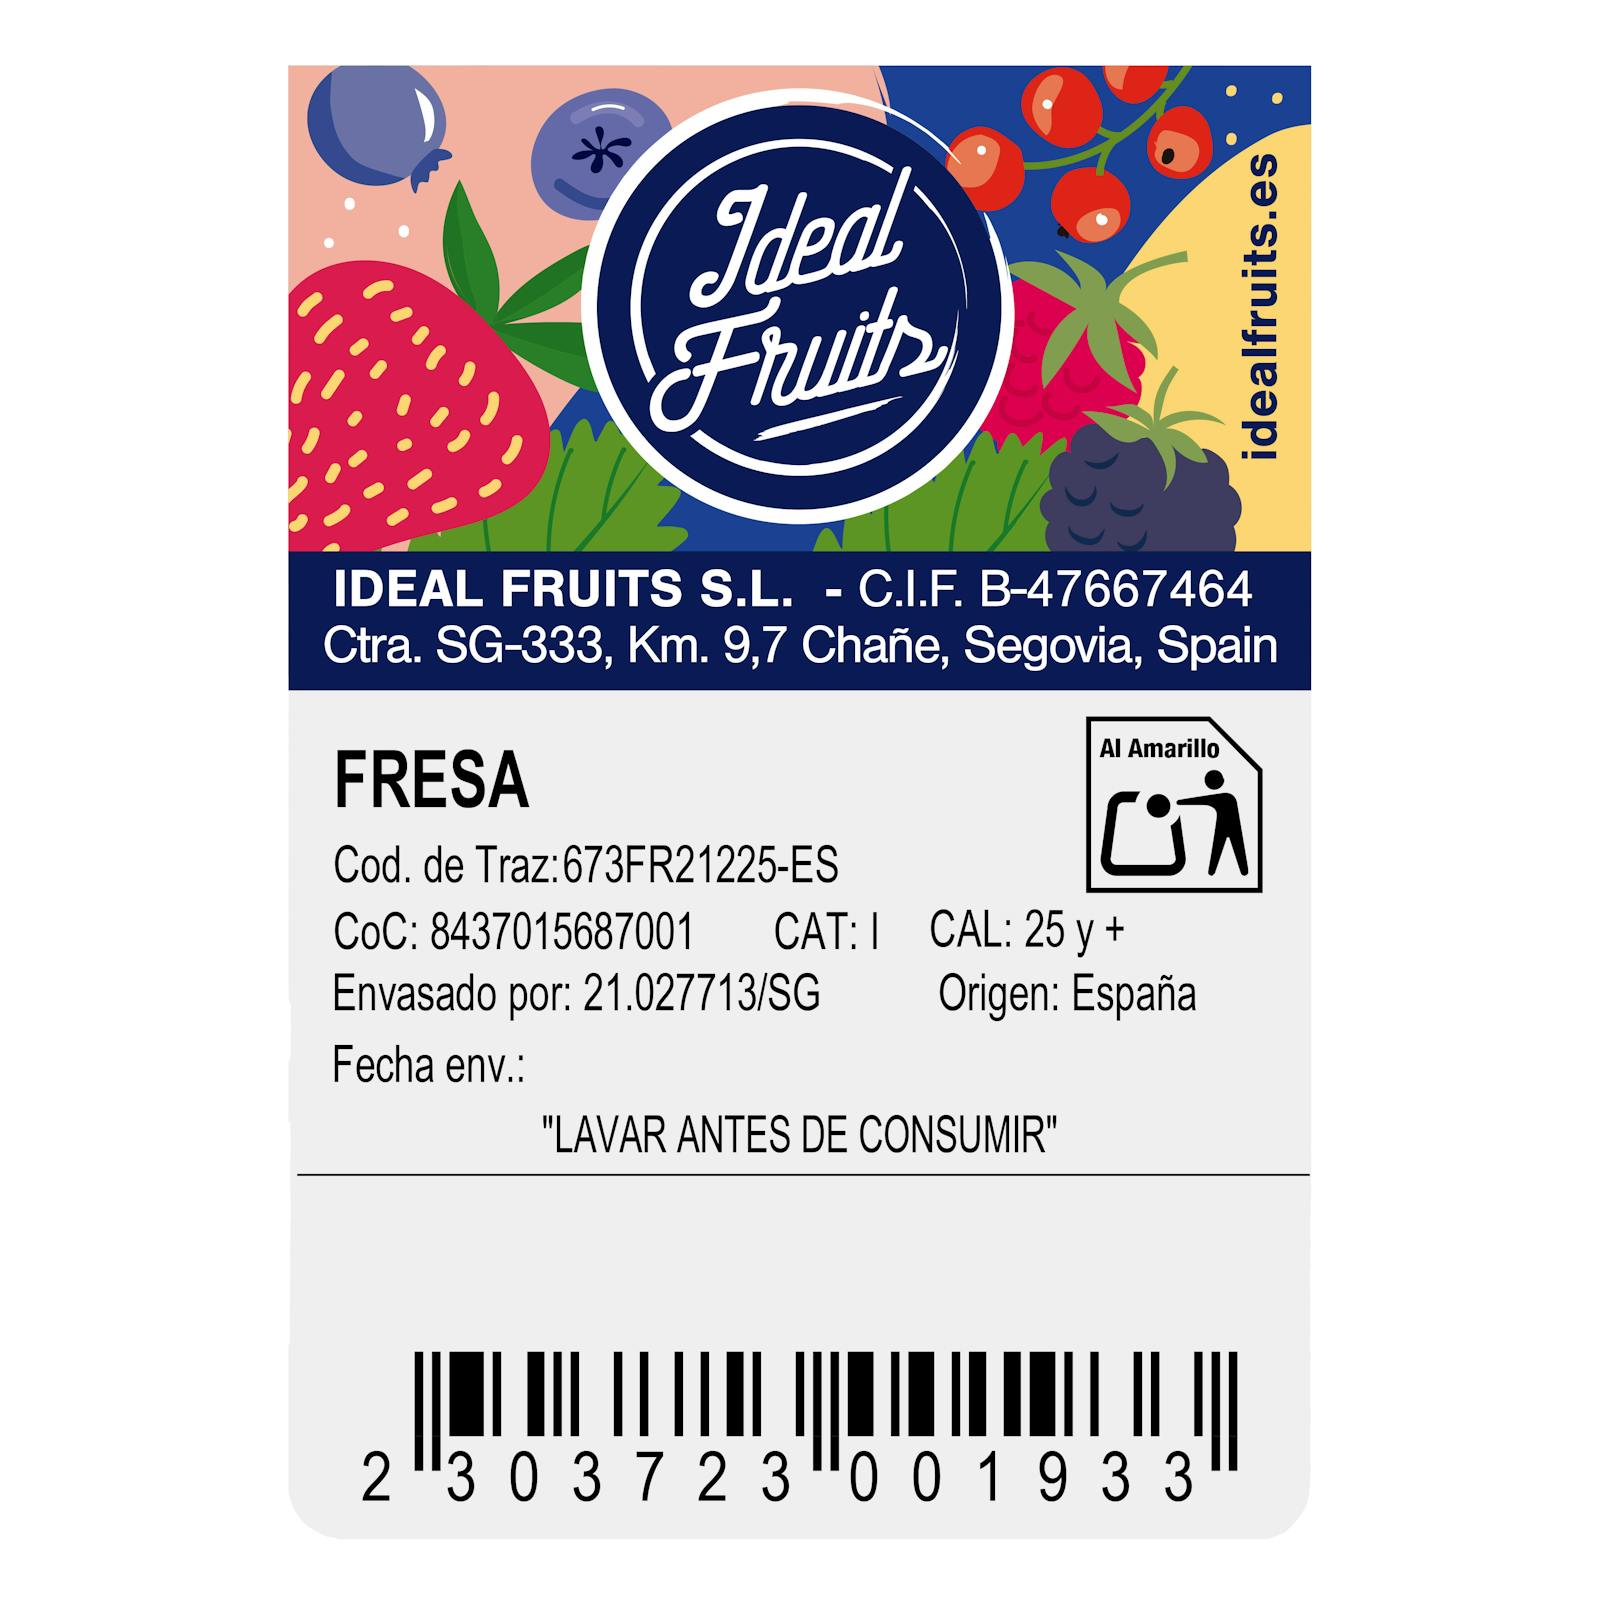 Ideal
Fruits
idealfruits.es
IDEAL FRUITS S.L. - C.I.F. B-47667464
Ctra. SG-333, Km. 9,7 Chañe, Segovia, Spain
Al Amarillo
FRESA
Cod. de Traz:673FR21225-ES
CoC: 8437015687001 CAT: I CAL: 25 y +
Envasado por: 21.027713/SG Origen: España
Fecha env.:
"LAVAR ANTES DE CONSUMIR"
2 303723 001933